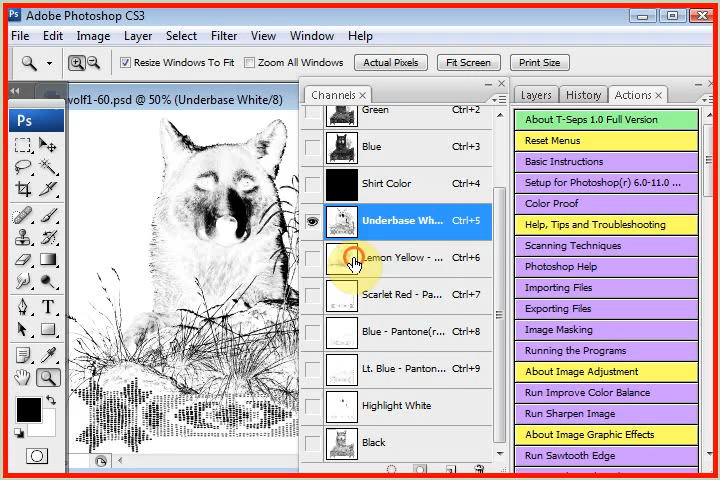 Ps Adobe Photoshop CS3
File Edit Image Layer Select Filter View Window Help
Resize Windows To Fit Zoom All Windows Actual Pixels Fit Screen Print Size
wolf1-60.psd @ 50% (Underbase White/8)
Ps
Channels x
Green Ctrl+2
Blue Ctrl+3
Shirt Color Ctrl+4
Underbase Wh... Ctrl+5
Lemon Yellow - ... Ctrl+6
Scarlet Red - Pa... Ctrl+7
Blue - Pantone(r... Ctrl+8
Lt. Blue - Panton... Ctrl+9
Highlight White
Black
Layers History Actions x
About T-Seps 1.0 Full Version
Reset Menus
Basic Instructions
Setup for Photoshop(r) 6.0-11.0 ...
Color Proof
Help, Tips and Troubleshooting
Scanning Techniques
Photoshop Help
Importing Files
Exporting Files
Image Masking
Running the Programs
About Image Adjustment
Run Improve Color Balance
Run Sharpen Image
About Image Graphic Effects
Run Sawtooth Edge